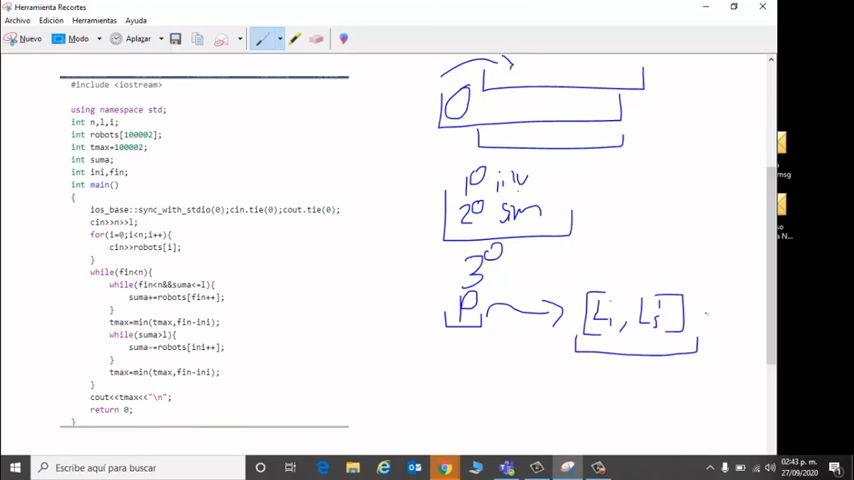 Herramienta Recortes
Archivo Edición Herramientas Ayuda
Nuevo Modo Aplazar
#include <iostream>
using namespace std;
int n,l,i;
int robots[100002];
int tmax=100002;
int suma;
int ini,fin;
int main()
{
ios_base::sync_with_stdio(0);cin.tie(0);cout.tie(0);
cin>>n>>l;
for(i=0;i<n;i++){
cin>>robots[i];
}
while(fin<n){
while(fin<n&&suma<=l){
suma+=robots[fin++];
}
tmax=min(tmax,fin-ini);
while(suma>l){
suma-=robots[ini++];
}
tmax=min(tmax,fin-ini);
}
cout<<tmax<<"\n";
return 0;
}
0
1º
2º sim
3º
P [Li, Ls]
msg
a N...
Escribe aquí para buscar
02:43 p. m.
27/09/2020